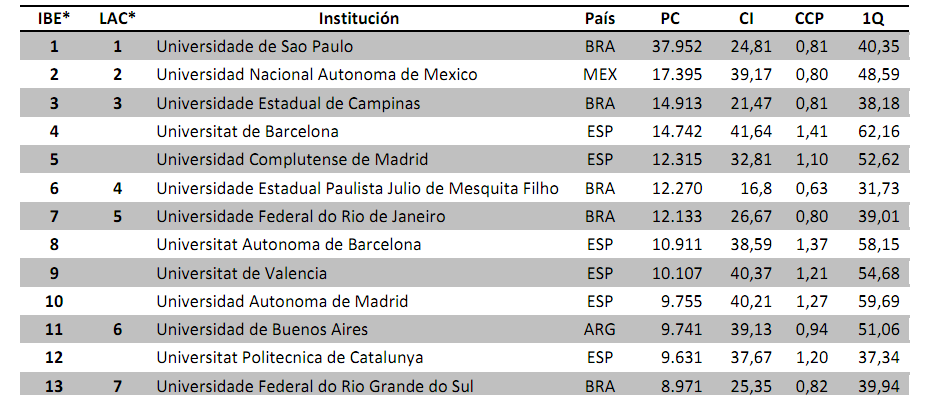 IBE* LAC* Institución País PC CI CCP 1Q
1 1 Universidade de Sao Paulo BRA 37.952 24,81 0,81 40,35
2 2 Universidad Nacional Autonoma de Mexico MEX 17.395 39,17 0,80 48,59
3 3 Universidade Estadual de Campinas BRA 14.913 21,47 0,81 38,18
4 Universitat de Barcelona ESP 14.742 41,64 1,41 62,16
5 Universidad Complutense de Madrid ESP 12.315 32,81 1,10 52,62
6 4 Universidade Estadual Paulista Julio de Mesquita Filho BRA 12.270 16,8 0,63 31,73
7 5 Universidade Federal do Rio de Janeiro BRA 12.133 26,67 0,80 39,01
8 Universitat Autonoma de Barcelona ESP 10.911 38,59 1,37 58,15
9 Universitat de Valencia ESP 10.107 40,37 1,21 54,68
10 Universidad Autonoma de Madrid ESP 9.755 40,21 1,27 59,69
11 6 Universidad de Buenos Aires ARG 9.741 39,13 0,94 51,06
12 Universitat Politecnica de Catalunya ESP 9.631 37,67 1,20 37,34
13 7 Universidade Federal do Rio Grande do Sul BRA 8.971 25,35 0,82 39,94